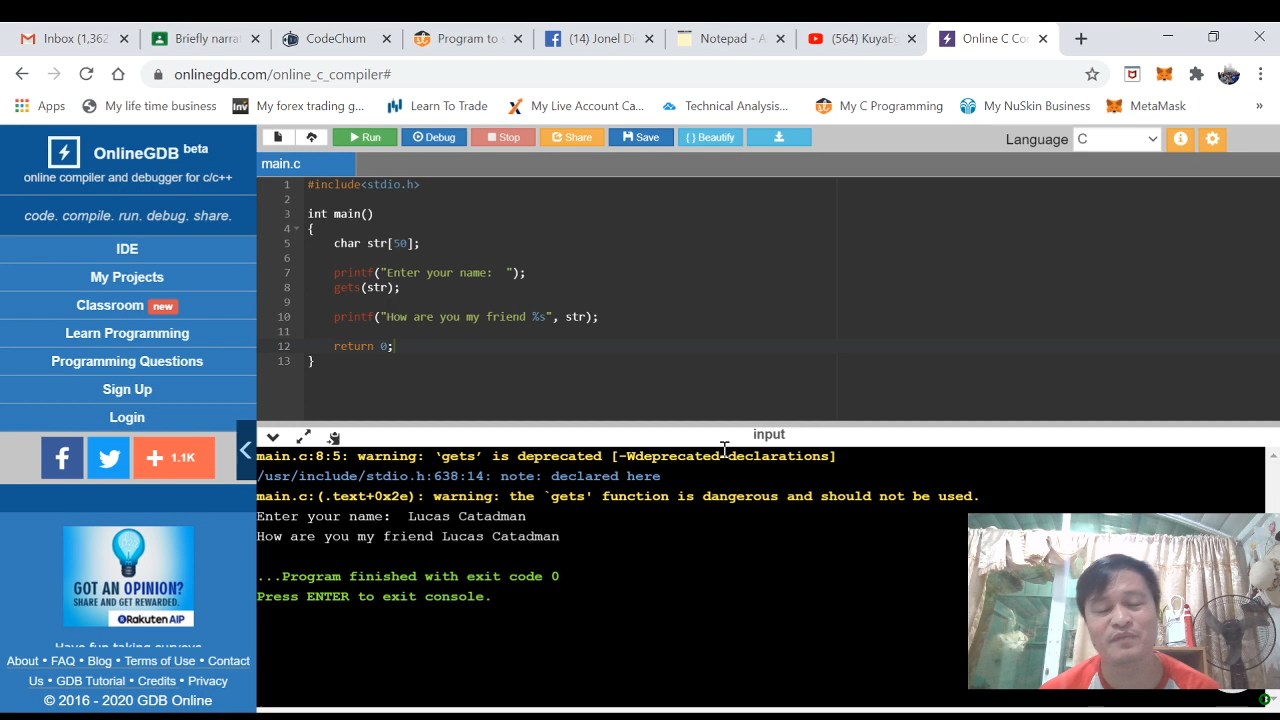 Inbox (1,362
Briefly narrat
CodeChum
Program to s
(14) Jonel Di
Notepad - A
(564) KuyaE
Online C Co
onlinegdb.com/online_c_compiler#
Apps
My life time business
My forex trading g...
Learn To Trade
My Live Account Ca...
Technical Analysis...
My C Programming
My NuSkin Business
MetaMask
»
OnlineGDB beta
online compiler and debugger for c/c++
code. compile. run. debug. share.
IDE
My Projects
Classroom new
Learn Programming
Programming Questions
Sign Up
Login
1.1K
GOT AN OPINION?
SHARE AND GET REWARDED.
Rakuten AIP
Have fun taking surveys
About • FAQ • Blog • Terms of Use • Contact
Us • GDB Tutorial • Credits • Privacy
© 2016 - 2020 GDB Online
Run
Debug
Stop
Share
Save
{ } Beautify
Language C
main.c
1 #include<stdio.h>
2
3 int main()
4 {
5 char str[50];
6
7 printf("Enter your name:  ");
8 gets(str);
9
10 printf("How are you my friend %s", str);
11
12 return 0;
13 }
input
main.c:8:5: warning: ‘gets’ is deprecated [-Wdeprecated-declarations]
/usr/include/stdio.h:638:14: note: declared here
main.c:(.text+0x2e): warning: the `gets' function is dangerous and should not be used.
Enter your name:  Lucas Catadman
How are you my friend Lucas Catadman
...Program finished with exit code 0
Press ENTER to exit console.